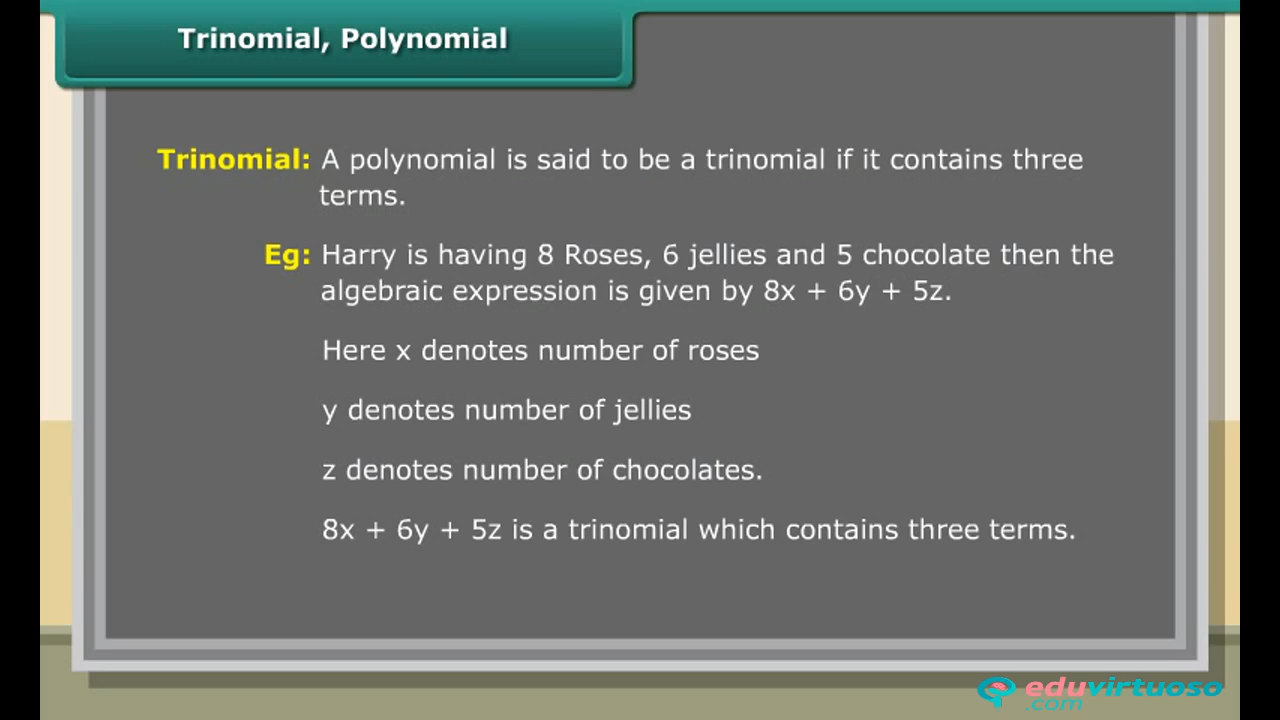 Trinomial, Polynomial
Trinomial: A polynomial is said to be a trinomial if it contains three
terms.
Eg: Harry is having 8 Roses, 6 jellies and 5 chocolate then the
algebraic expression is given by 8x + 6y + 5z.
Here x denotes number of roses
y denotes number of jellies
z denotes number of chocolates.
8x + 6y + 5z is a trinomial which contains three terms.
eduvirtuoso
.com